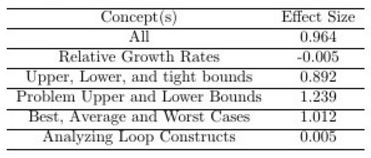 Concept(s) Effect Size
All 0.964
Relative Growth Rates -0.005
Upper, Lower, and tight bounds 0.892
Problem Upper and Lower Bounds 1.239
Best, Average and Worst Cases 1.012
Analyzing Loop Constructs 0.005